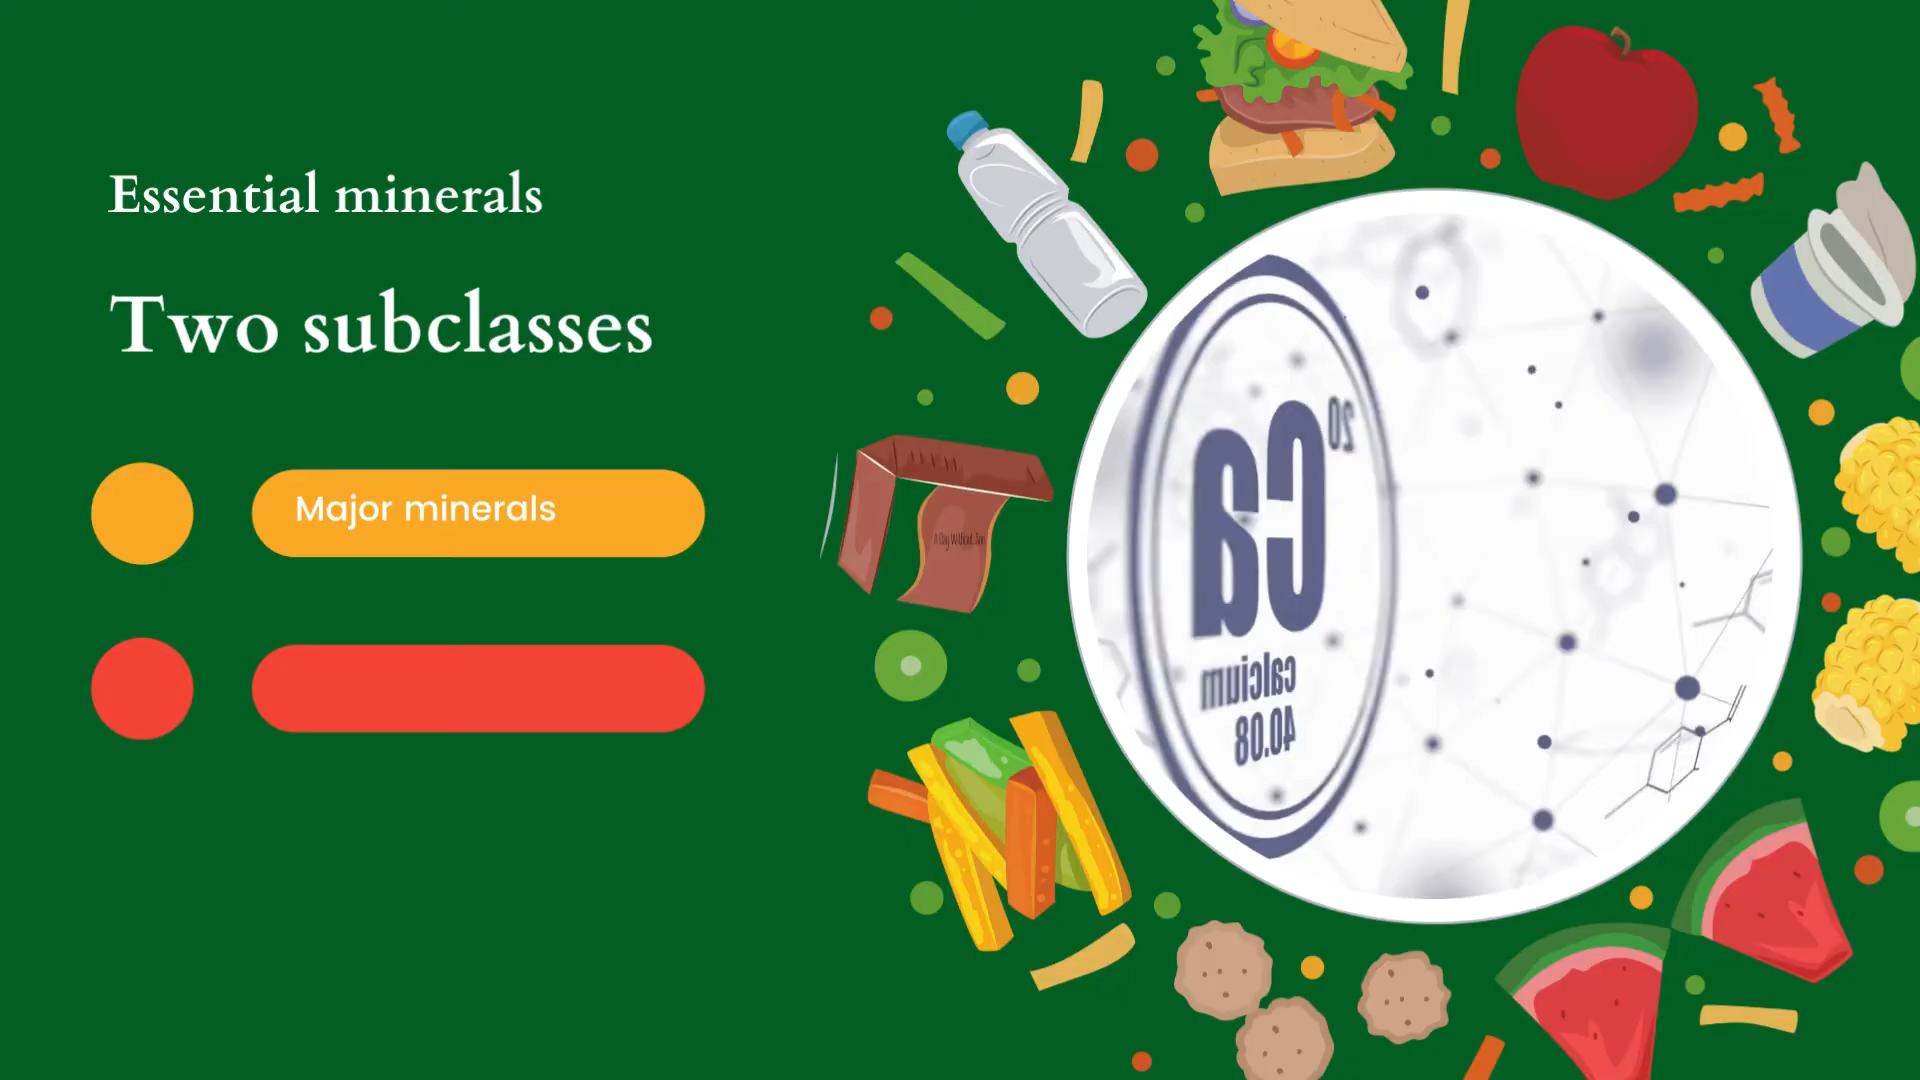 Essential minerals
Two subclasses
Major minerals
20
Ca
calcium
40.08